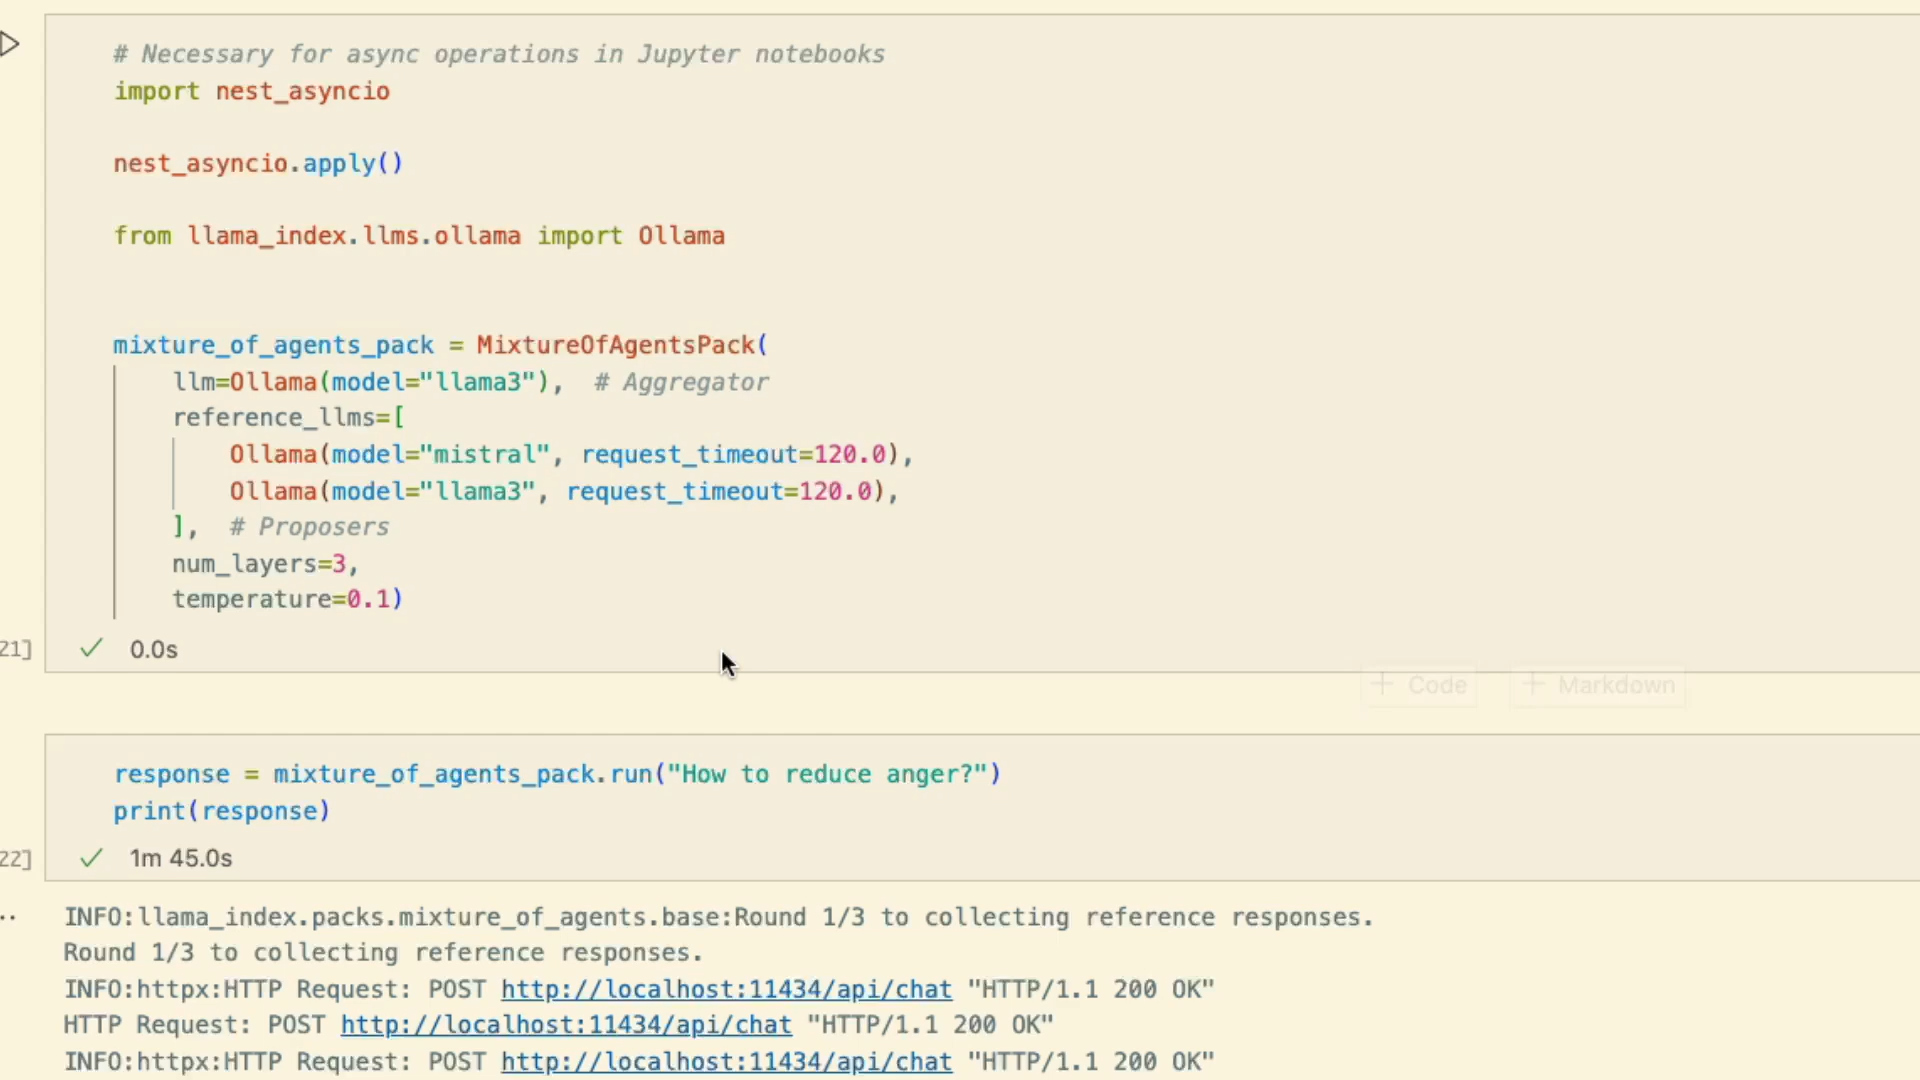 # Necessary for async operations in Jupyter notebooks
import nest_asyncio
nest_asyncio.apply()
from llama_index.llms.ollama import Ollama
mixture_of_agents_pack = MixtureOfAgentsPack(
llm=Ollama(model="llama3"),  # Aggregator
reference_llms=[
Ollama(model="mistral", request_timeout=120.0),
Ollama(model="llama3", request_timeout=120.0),
],  # Proposers
num_layers=3,
temperature=0.1)
21] 0.0s
+ Code + Markdown
response = mixture_of_agents_pack.run("How to reduce anger?")
print(response)
22] 1m 45.0s
INFO:llama_index.packs.mixture_of_agents.base:Round 1/3 to collecting reference responses.
Round 1/3 to collecting reference responses.
INFO:httpx:HTTP Request: POST http://localhost:11434/api/chat "HTTP/1.1 200 OK"
HTTP Request: POST http://localhost:11434/api/chat "HTTP/1.1 200 OK"
INFO:httpx:HTTP Request: POST http://localhost:11434/api/chat "HTTP/1.1 200 OK"